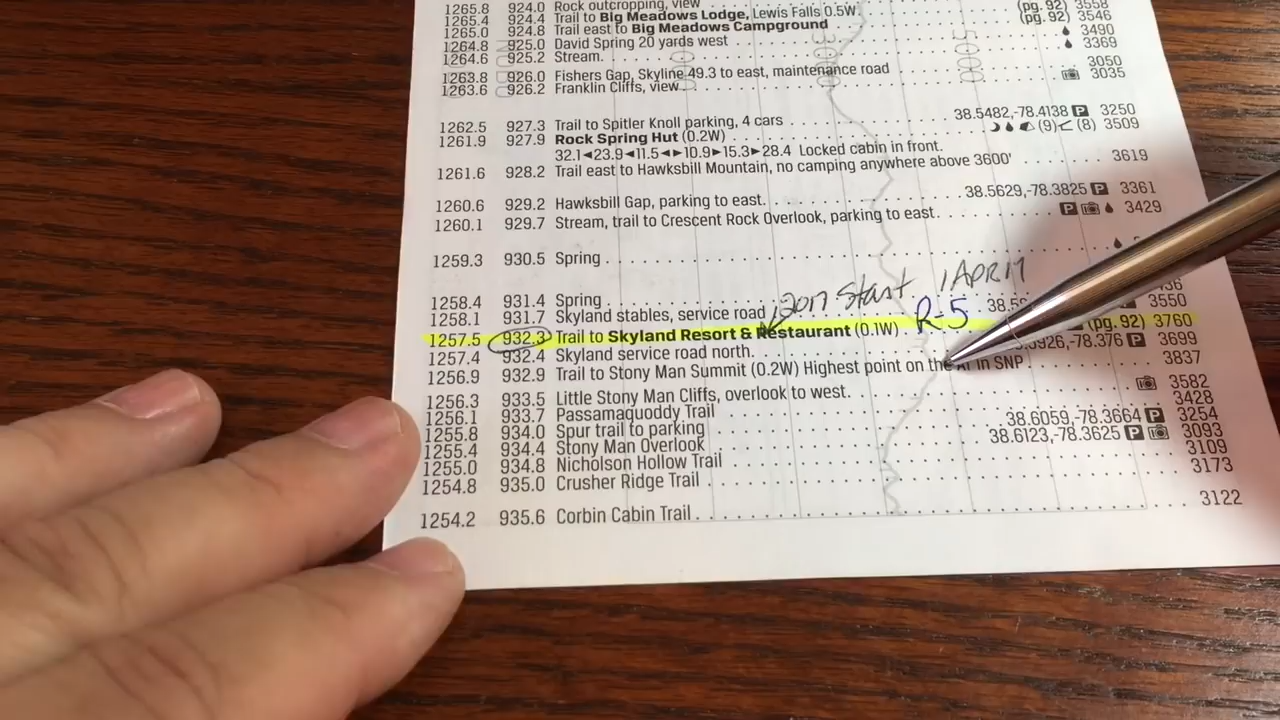 1265.8 924.0 Rock outcropping, view (pg. 92) 3558
1265.4 924.4 Trail to Big Meadows Lodge, Lewis Falls 0.5W (pg. 92) 3546
1265.0 924.8 Trail east to Big Meadows Campground 3490
1264.8 925.0 David Spring 20 yards west 3369
1264.6 925.2 Stream.
1263.8 926.0 Fishers Gap, Skyline 49.3 to east, maintenance road 3050
1263.6 926.2 Franklin Cliffs, view 3035
1262.5 927.3 Trail to Spitler Knoll parking, 4 cars 38.5482,-78.4138 P 3250
1261.9 927.9 Rock Spring Hut (0.2W) (9) (8) 3509
32.1◄23.9◄11.5◄►10.9►15.3►28.4 Locked cabin in front.
1261.6 928.2 Trail east to Hawksbill Mountain, no camping anywhere above 3600' 3619
1260.6 929.2 Hawksbill Gap, parking to east. 38.5629,-78.3825 P 3361
1260.1 929.7 Stream, trail to Crescent Rock Overlook, parking to east. P 3429
1259.3 930.5 Spring
2017 Start 1 APR 17
1258.4 931.4 Spring
1258.1 931.7 Skyland stables, service road 3550
1257.5 932.3 Trail to Skyland Resort & Restaurant (0.1W) R-5 (pg. 92) 3760
1257.4 932.4 Skyland service road north. 3926,-78.376 P 3699
1256.9 932.9 Trail to Stony Man Summit (0.2W) Highest point on the AT in SNP 3837
1256.3 933.5 Little Stony Man Cliffs, overlook to west. 3582
1256.1 933.7 Passamaquoddy Trail 3428
1255.8 934.0 Spur trail to parking 38.6059,-78.3664 P 3254
1255.4 934.4 Stony Man Overlook 38.6123,-78.3625 P 3093
1255.0 934.8 Nicholson Hollow Trail 3109
1254.8 935.0 Crusher Ridge Trail 3173
1254.2 935.6 Corbin Cabin Trail 3122
3000
5000